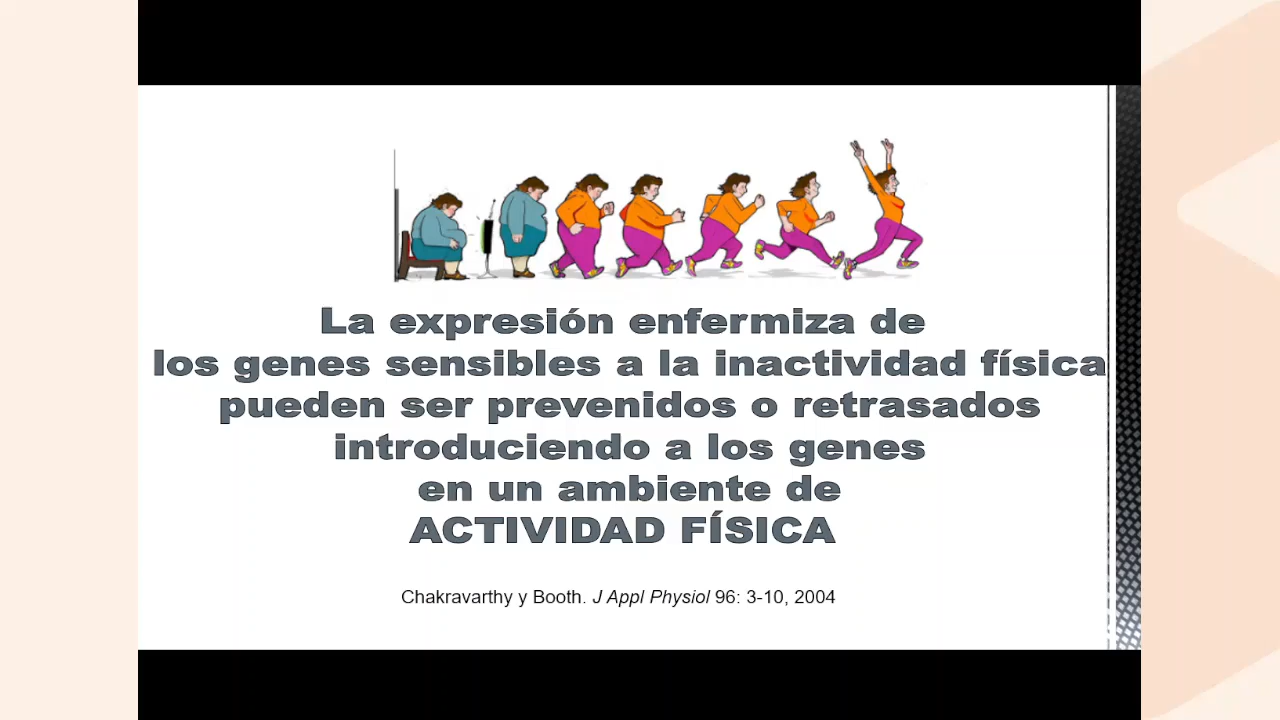 La expresión enfermiza de
los genes sensibles a la inactividad física
pueden ser prevenidos o retrasados
introduciendo a los genes
en un ambiente de
ACTIVIDAD FÍSICA
Chakravarthy y Booth. J Appl Physiol 96: 3-10, 2004